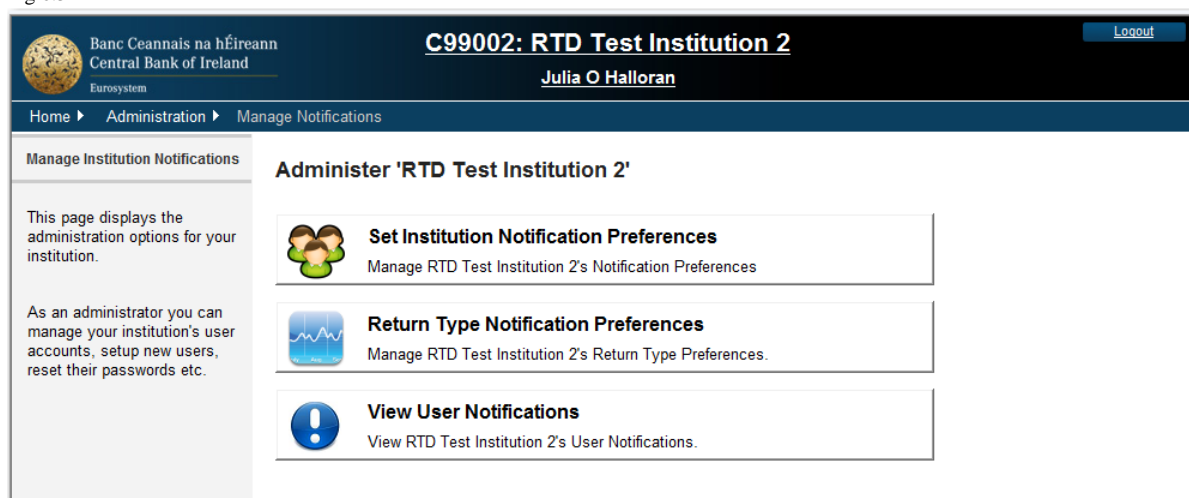 Banc Ceannais na hÉireann
Central Bank of Ireland
Eurosystem
C99002: RTD Test Institution 2
Julia O Halloran
Logout
Home Administration Manage Notifications
Manage Institution Notifications
This page displays the
administration options for your
institution.
As an administrator you can
manage your institution's user
accounts, setup new users,
reset their passwords etc.
Administer 'RTD Test Institution 2'
Set Institution Notification Preferences
Manage RTD Test Institution 2's Notification Preferences
Return Type Notification Preferences
Manage RTD Test Institution 2's Return Type Preferences.
View User Notifications
View RTD Test Institution 2's User Notifications.